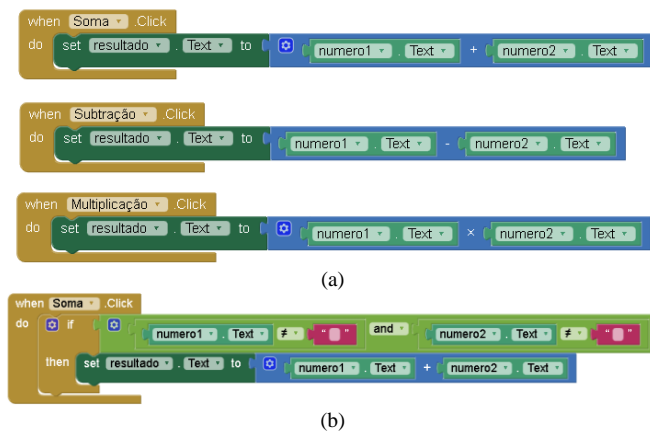 when Soma .Click
do set resultado . Text to numero1 . Text + numero2 . Text
when Subtração .Click
do set resultado . Text to numero1 . Text - numero2 . Text
when Multiplicação .Click
do set resultado . Text to numero1 . Text × numero2 . Text
(a)
when Soma .Click
do if numero1 . Text ≠ " " and numero2 . Text ≠ " "
then set resultado . Text to numero1 . Text + numero2 . Text
(b)